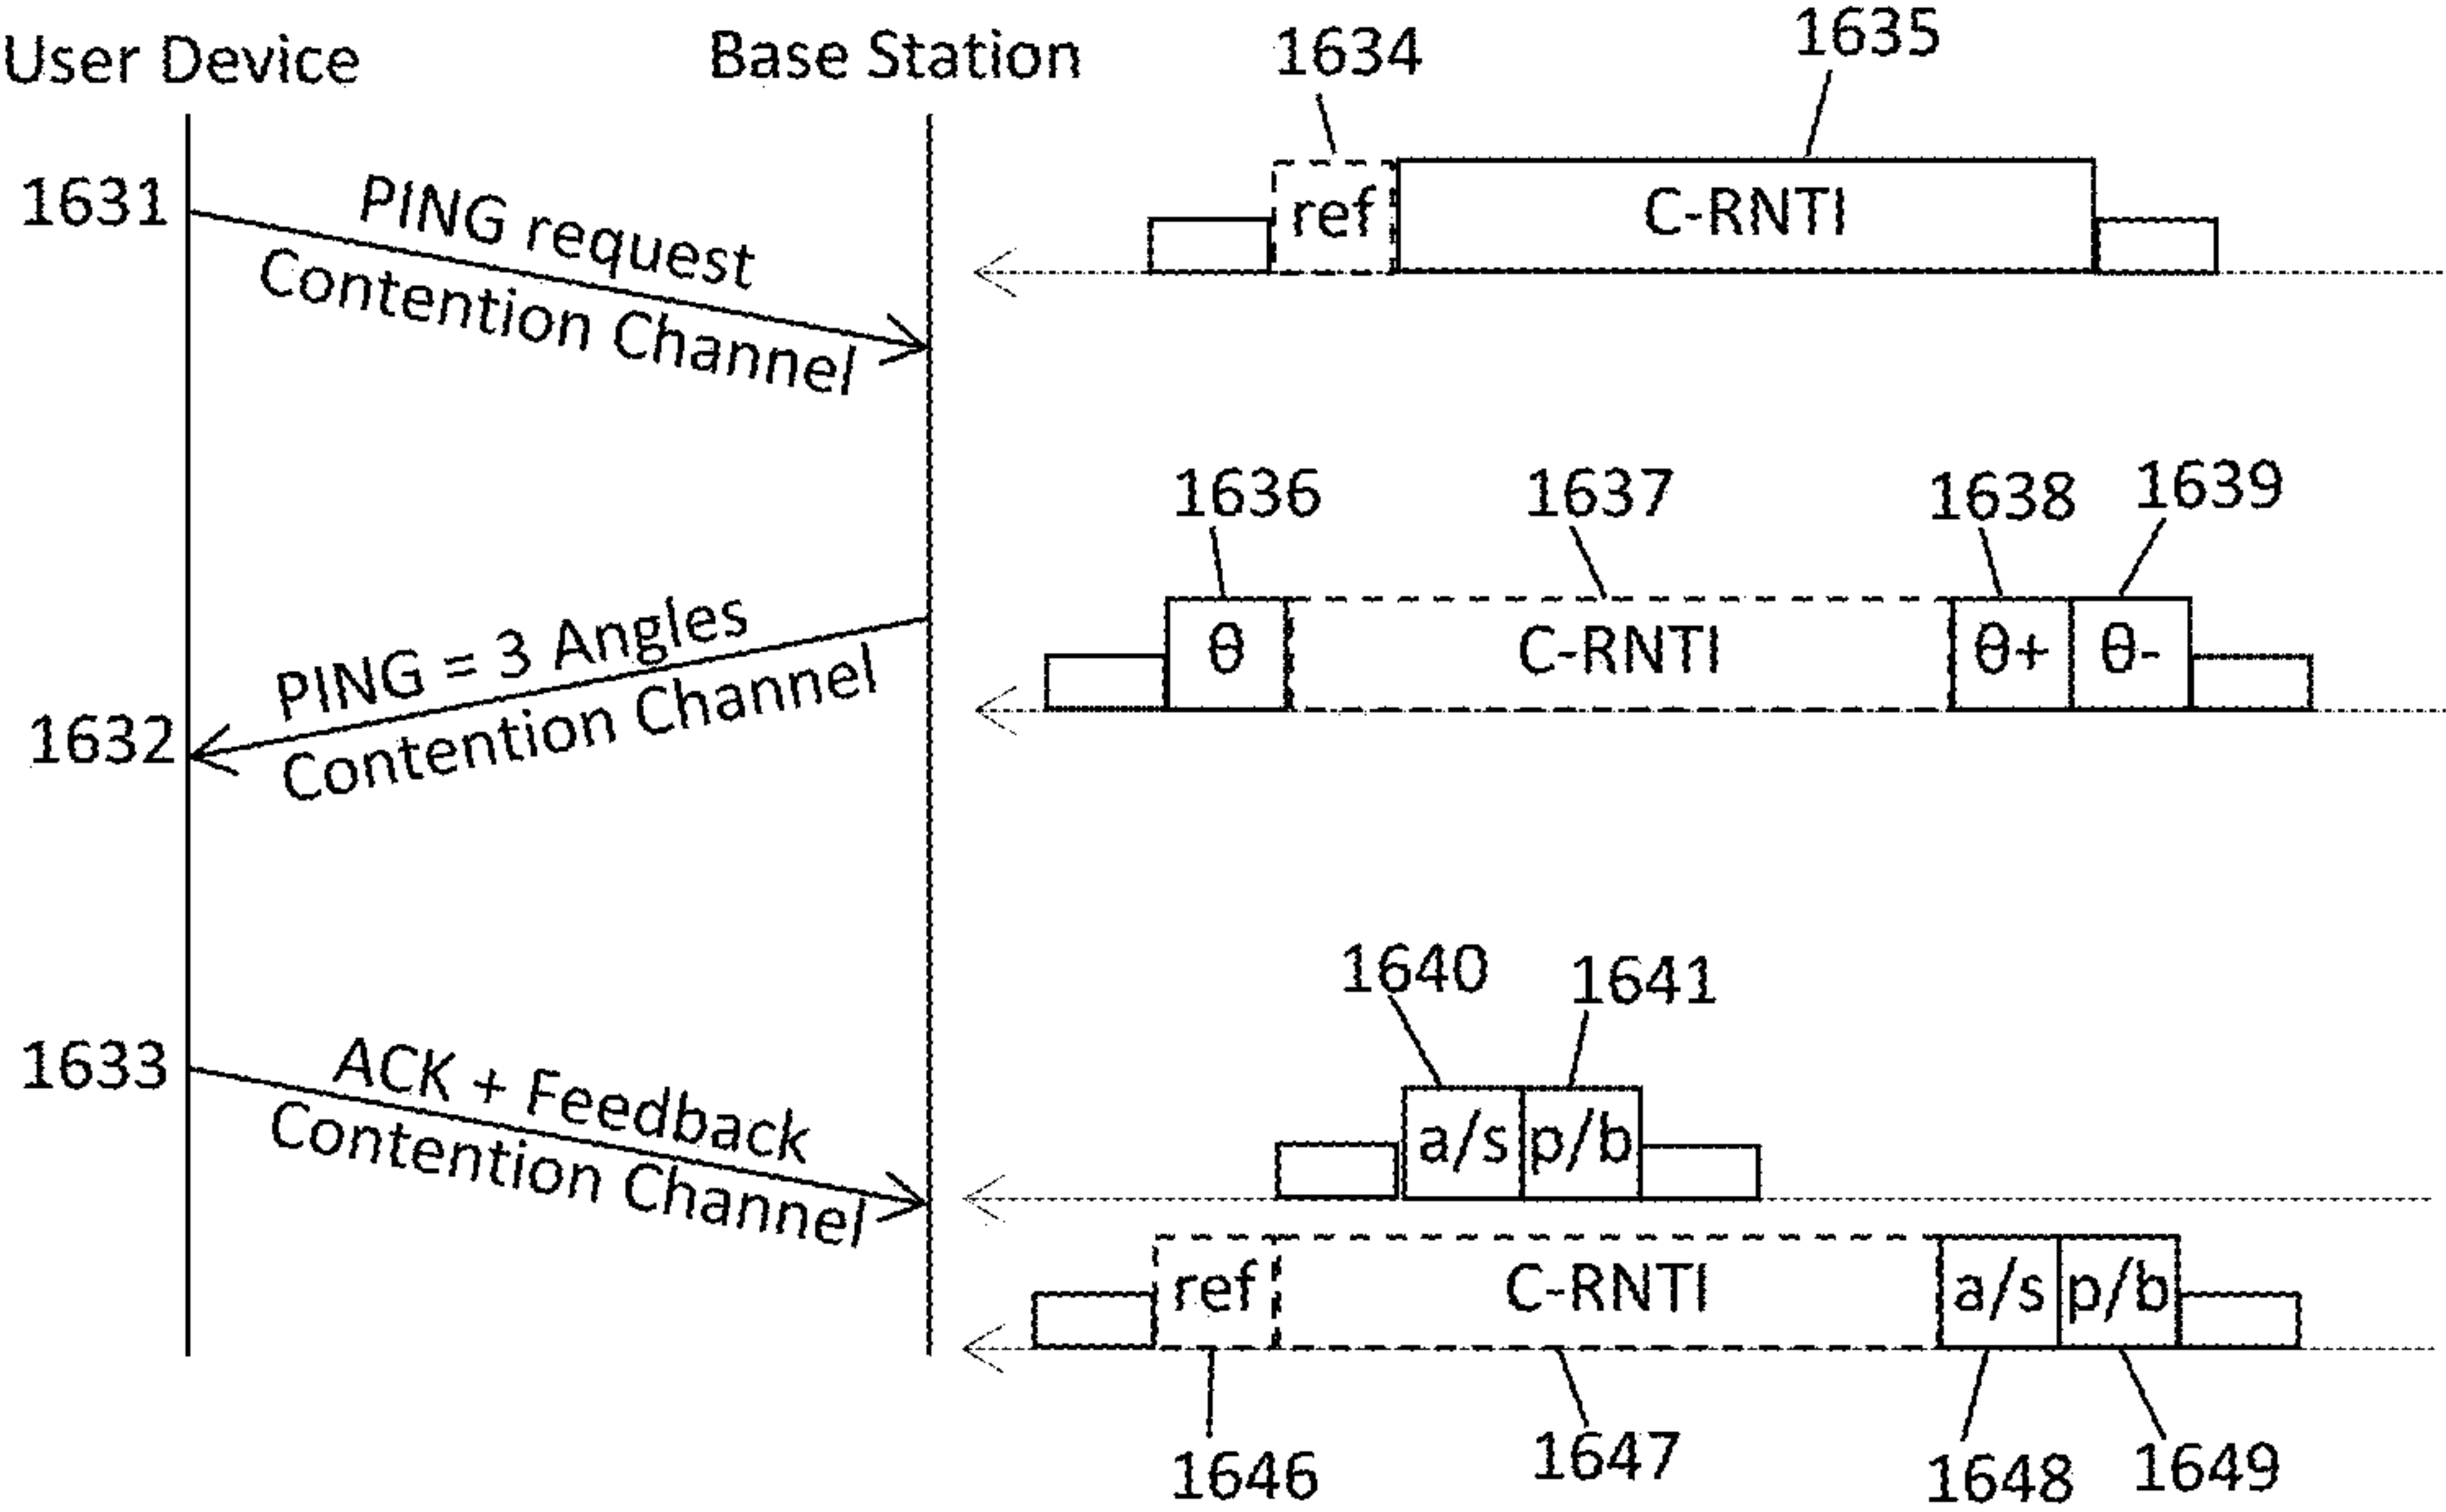 User Device
Base Station
1634
1635
1631
PING request
Contention Channel
ref
C-RNTI
1636
1637
1638
1639
PING = 3 Angles
Contention Channel
1632
θ
C-RNTI
θ+
θ-
1640
1641
1633
ACK + Feedback
Contention Channel
a/s
p/b
ref
C-RNTI
a/s
p/b
1646
1647
1648
1649